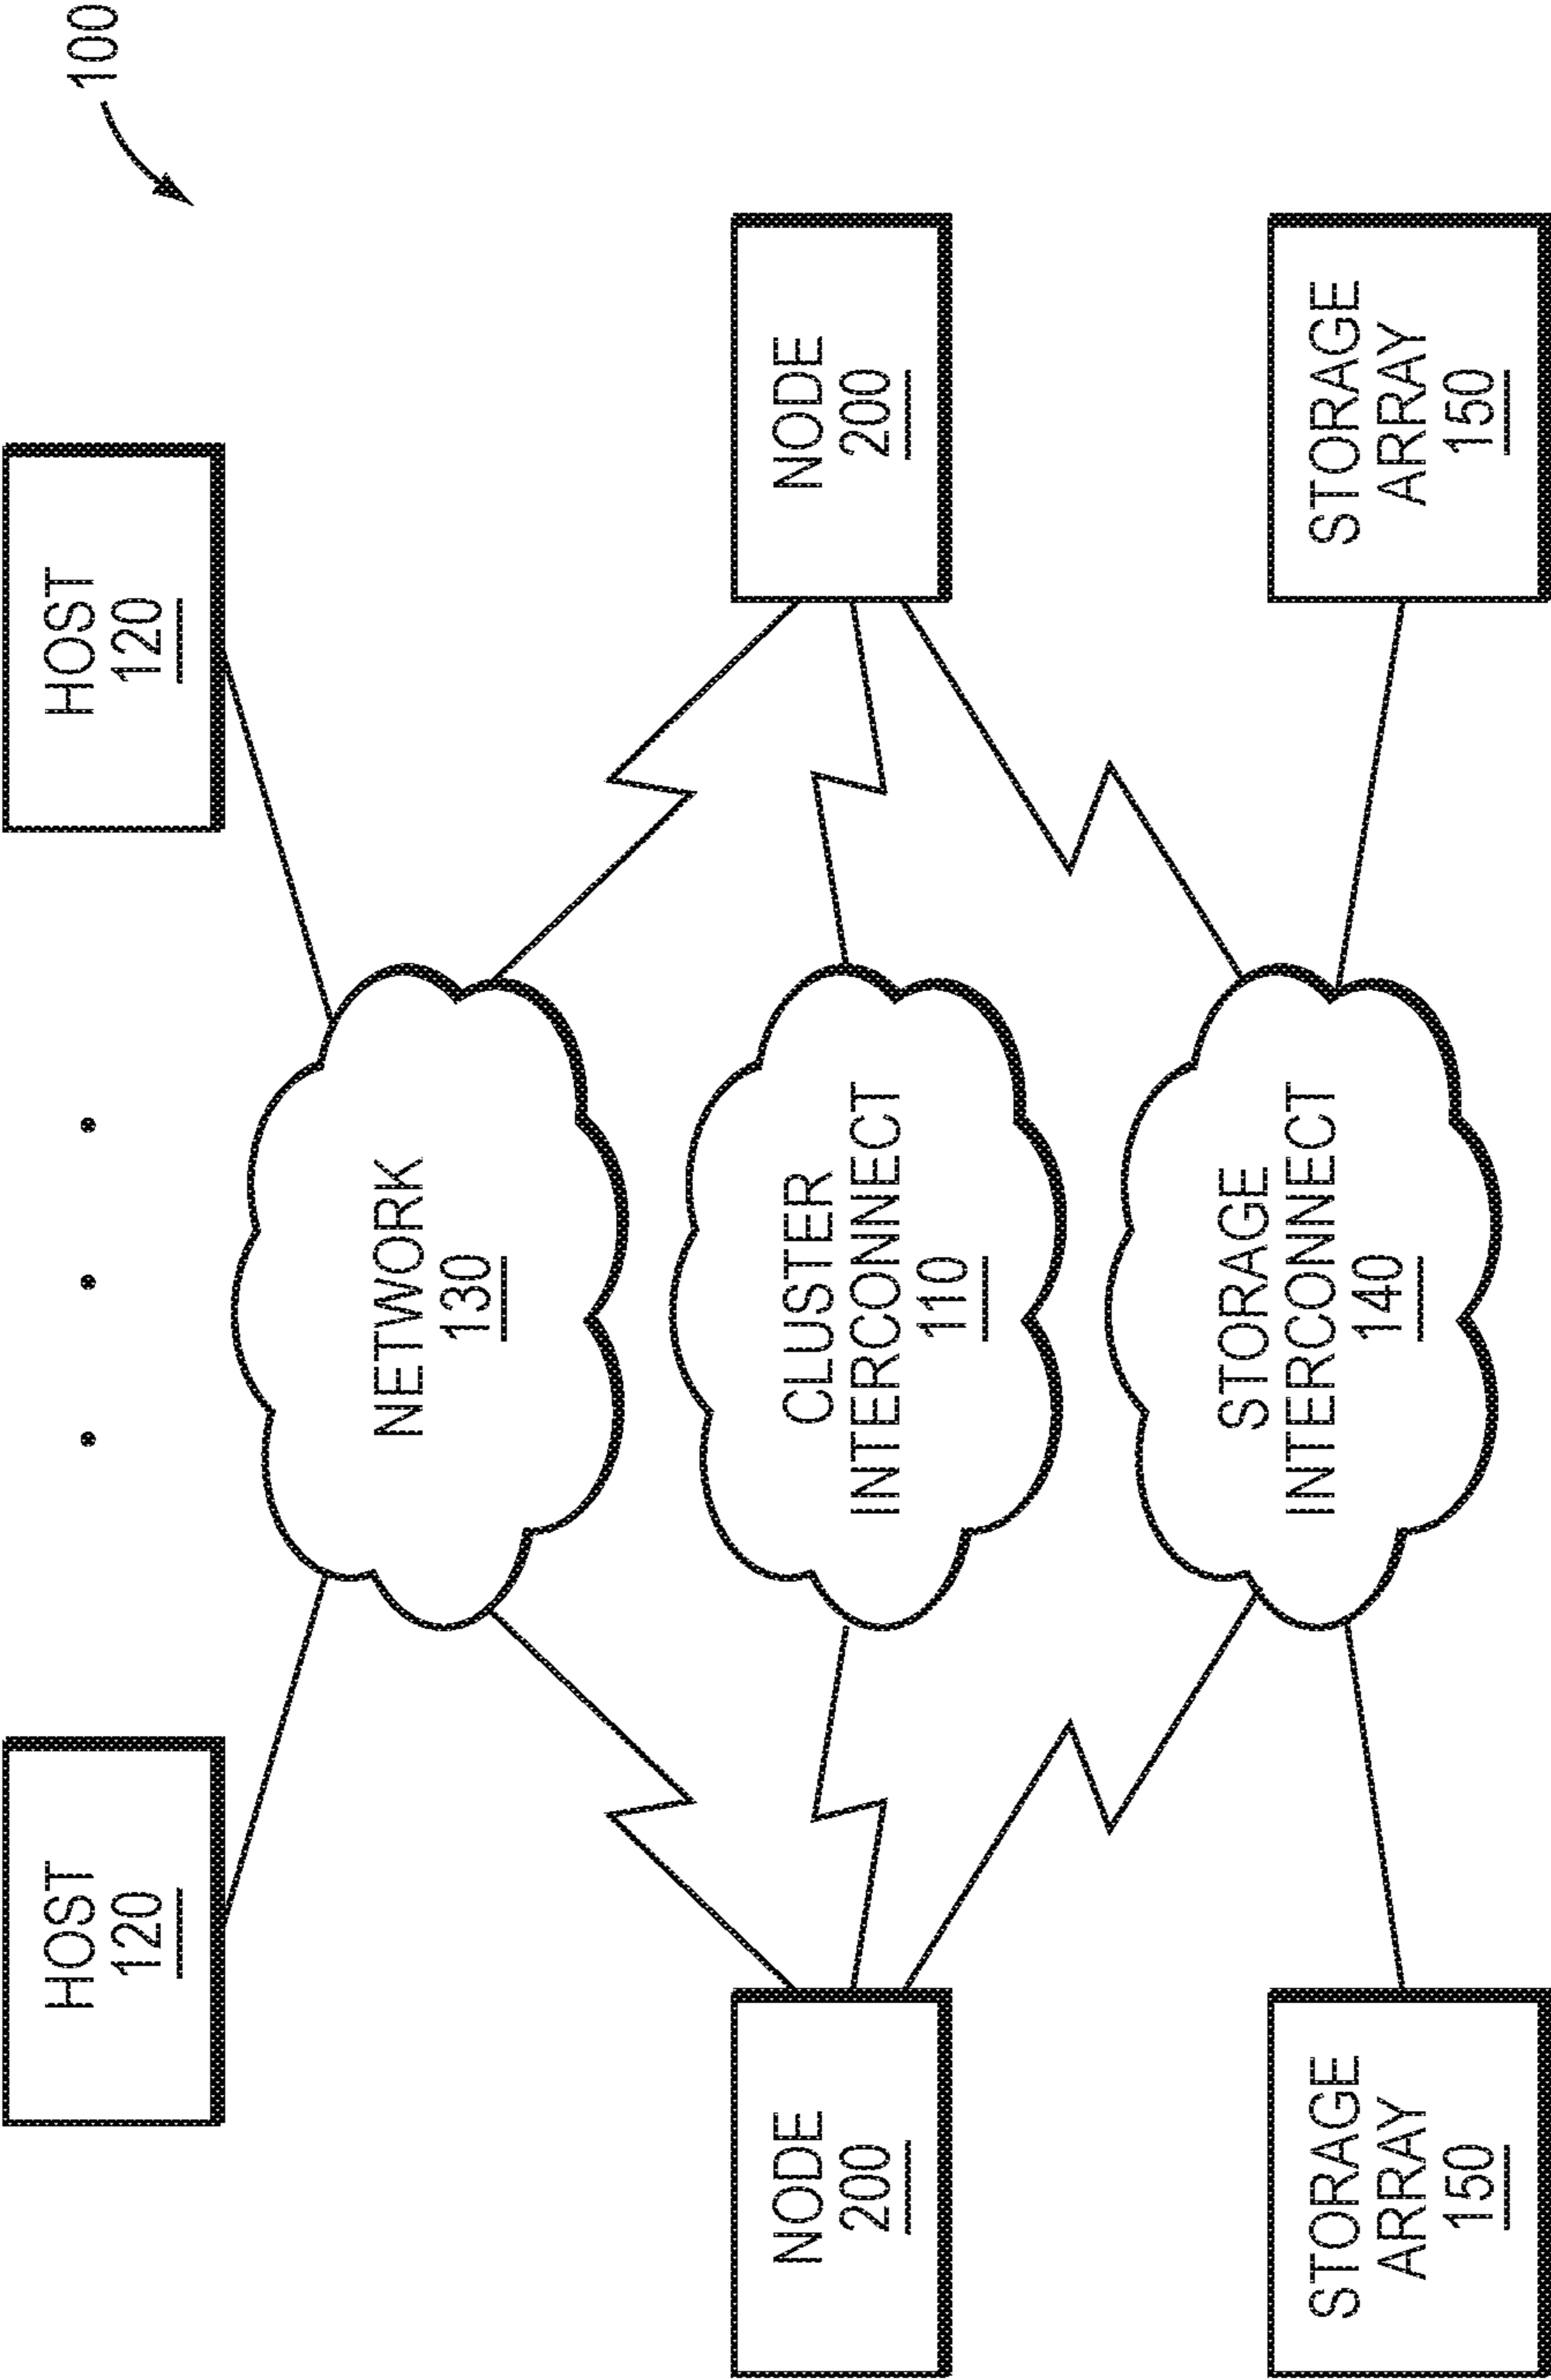 100
HOST
120
HOST
120
NETWORK
130
NODE
200
CLUSTER
INTERCONNECT
110
NODE
200
STORAGE
INTERCONNECT
140
STORAGE
ARRAY
150
STORAGE
ARRAY
150